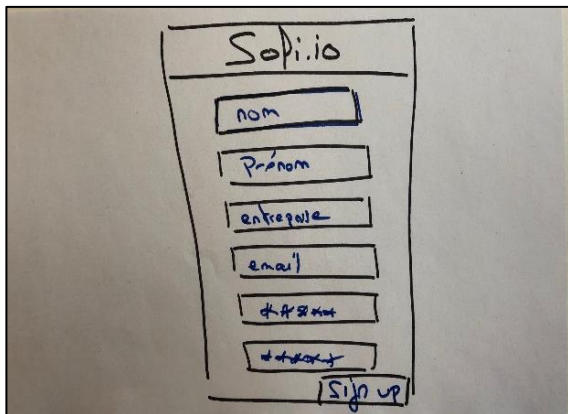 Sopi.io
nom
Prénom
entreprise
email
*****
*****
Sign up